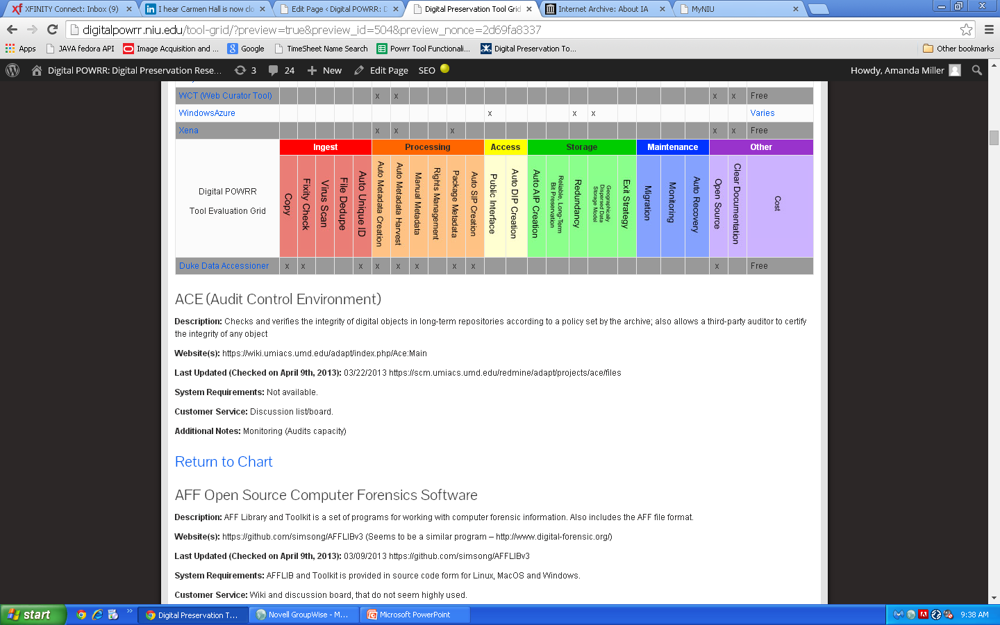 XFINITY Connect: Inbox (9)
I hear Carmen Hall is now clo
Edit Page ‹ Digital POWRR: D
Digital Preservation Tool Grid
Internet Archive: About IA
MyNIU
digitalpowrr.niu.edu/tool-grid/?preview=true&preview_id=504&preview_nonce=2d69fa8337
Apps
JAVA fedora API
Image Acquisition and ...
Google
TimeSheet Name Search
Powrr Tool Functionali...
Digital Preservation To...
Other bookmarks
Digital POWRR: Digital Preservation Rese...
3
24
New
Edit Page
SEO
Howdy, Amanda Miller
WCT (Web Curator Tool) x x x x Free
WindowsAzure x x x Varies
Xena x x x x x Free
Ingest Processing Access Storage Maintenance Other
Digital POWRR
Tool Evaluation Grid
Copy
Fixity Check
Virus Scan
File Dedupe
Auto Unique ID
Auto Metadata Creation
Auto Metadata Harvest
Manual Metadata
Rights Management
Package Metadata
Auto SIP Creation
Public Interface
Auto DIP Creation
Auto AIP Creation
Reliable, Long-Term
Bit Preservation
Redundancy
Geographically
Dispersed Data
Storage Model
Exit Strategy
Migration
Monitoring
Auto Recovery
Open Source
Clear Documentation
Cost
Duke Data Accessioner x x x x x x x x x Free
ACE (Audit Control Environment)
Description: Checks and verifies the integrity of digital objects in long-term repositories according to a policy set by the archive; also allows a third-party auditor to certify
the integrity of any object
Website(s): https://wiki.umiacs.umd.edu/adapt/index.php/Ace:Main
Last Updated (Checked on April 9th, 2013): 03/22/2013 https://scm.umiacs.umd.edu/redmine/adapt/projects/ace/files
System Requirements: Not available.
Customer Service: Discussion list/board.
Additional Notes: Monitoring (Audits capacity)
Return to Chart
AFF Open Source Computer Forensics Software
Description: AFF Library and Toolkit is a set of programs for working with computer forensic information. Also includes the AFF file format.
Website(s): https://github.com/simsong/AFFLIBv3 (Seems to be a similar program – http://www.digital-forensic.org/)
Last Updated (Checked on April 9th, 2013): 03/09/2013 https://github.com/simsong/AFFLIBv3
System Requirements: AFFLIB and Toolkit is provided in source code form for Linux, MacOS and Windows.
Customer Service: Wiki and discussion board, that do not seem highly used.
start
Digital Preservation T...
Novell GroupWise - M...
Microsoft PowerPoint
9:38 AM